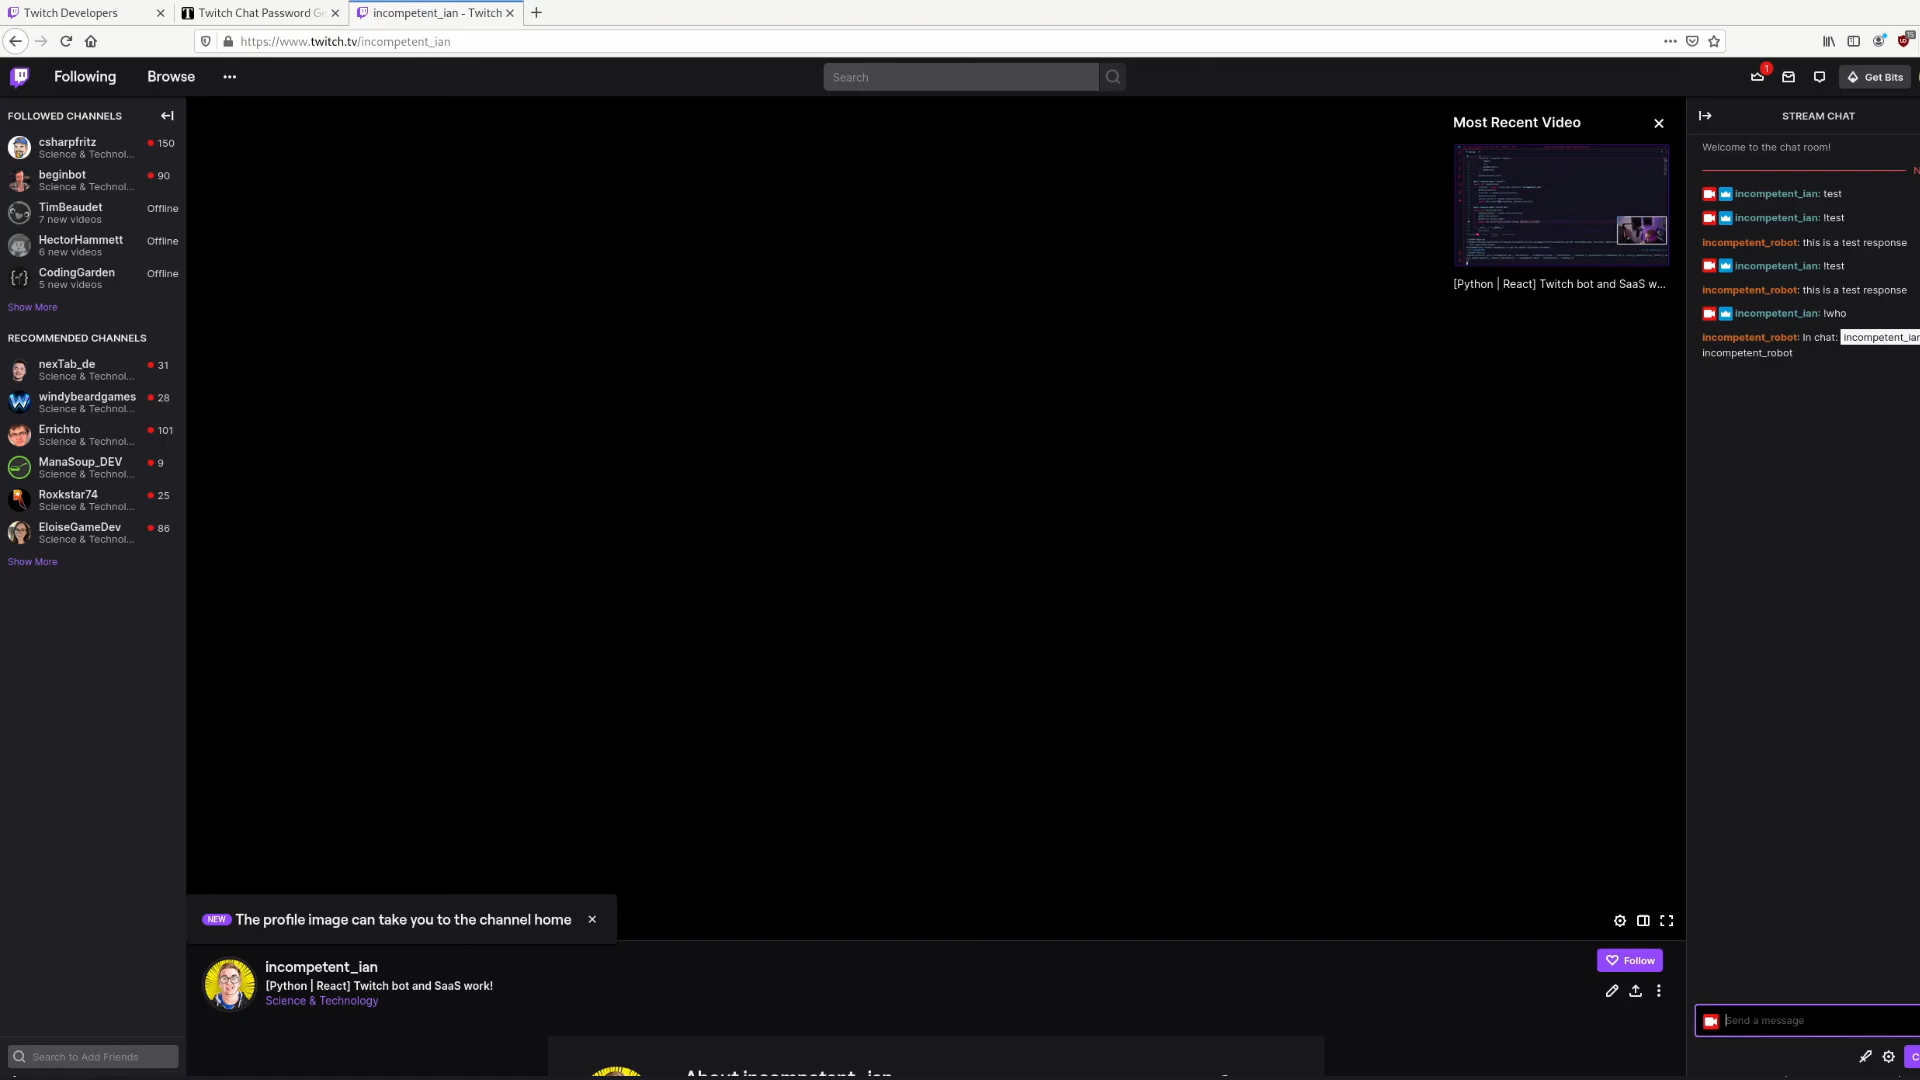 Twitch Developers
Twitch Chat Password Ge
incompetent_ian - Twitch
https://www.twitch.tv/incompetent_ian
15
Following
Browse
Search
1
Get Bits
FOLLOWED CHANNELS
csharpfritz
150
Science & Technol...
beginbot
90
Science & Technol...
TimBeaudet
Offline
7 new videos
HectorHammett
Offline
6 new videos
CodingGarden
Offline
5 new videos
Show More
RECOMMENDED CHANNELS
nexTab_de
31
Science & Technol...
windybeardgames
28
Science & Technol...
Errichto
101
Science & Technol...
ManaSoup_DEV
9
Science & Technol...
Roxkstar74
25
Science & Technol...
EloiseGameDev
86
Science & Technol...
Show More
Search to Add Friends
Most Recent Video
[Python | React] Twitch bot and SaaS w...
NEW The profile image can take you to the channel home
incompetent_ian
[Python | React] Twitch bot and SaaS work!
Science & Technology
Follow
About incompetent_ian
STREAM CHAT
Welcome to the chat room!
N
incompetent_ian: test
incompetent_ian: !test
incompetent_robot: this is a test response
incompetent_ian: !test
incompetent_robot: this is a test response
incompetent_ian: !who
incompetent_robot: In chat: incompetent_ian
incompetent_robot
Send a message
C